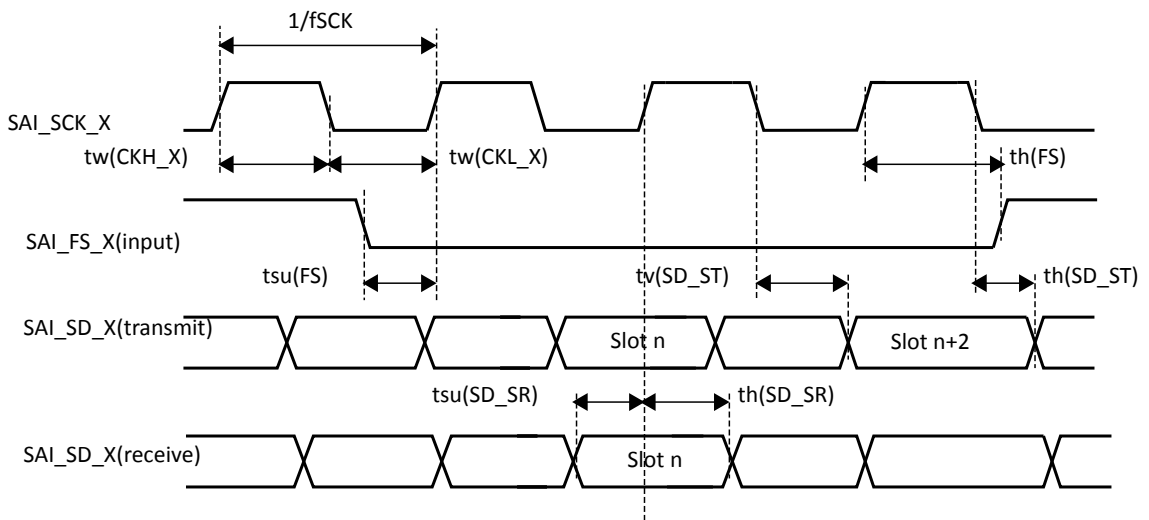 1/fSCK
SAI_SCK_X
tw(CKH_X)
tw(CKL_X)
th(FS)
SAI_FS_X(input)
tsu(FS)
tv(SD_ST)
th(SD_ST)
SAI_SD_X(transmit)
Slot n
Slot n+2
tsu(SD_SR)
th(SD_SR)
SAI_SD_X(receive)
Slot n